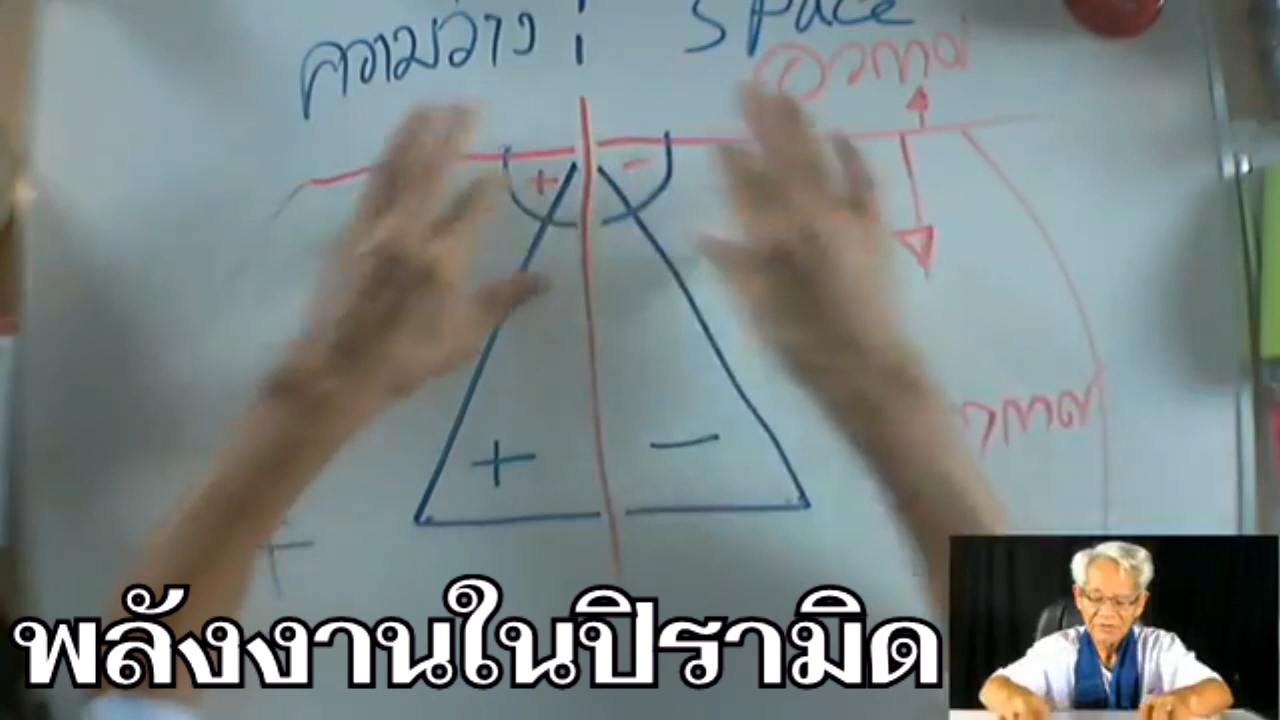 ความว่าง : space
อวกาศ
+ -
+ -
พลังงานในปิรามิด